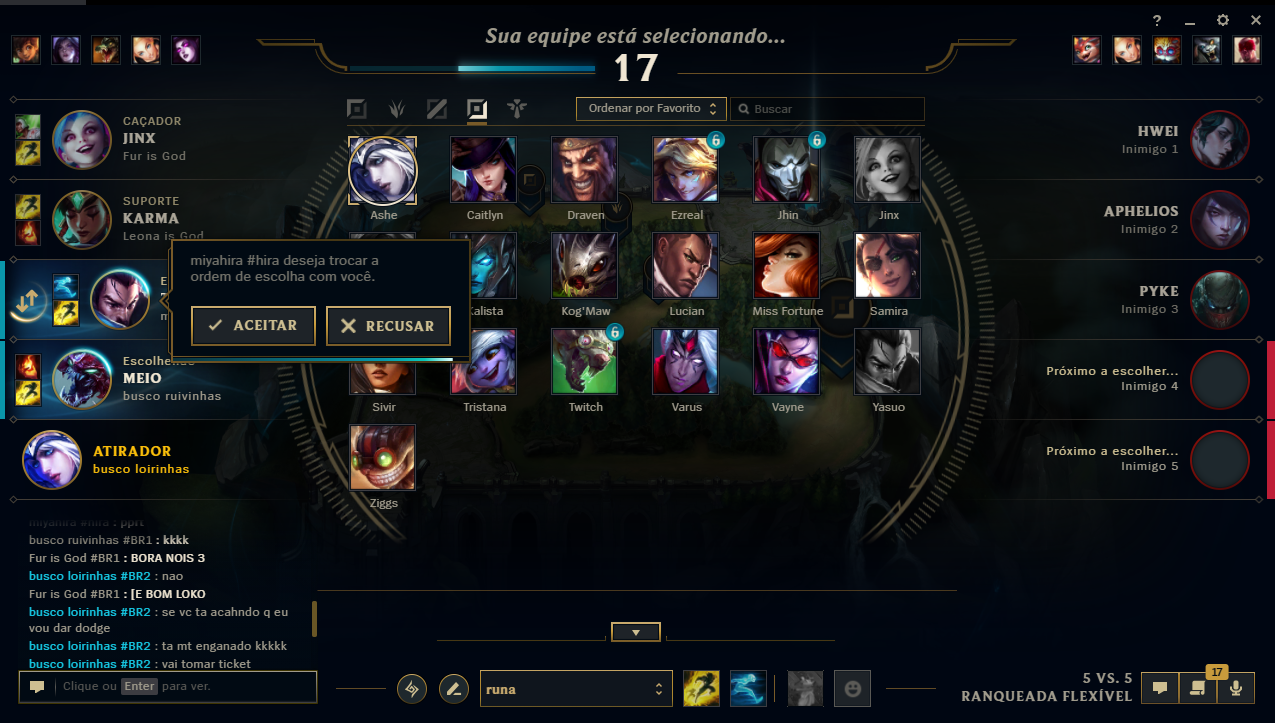 Sua equipe está selecionando...
?
17
Ordenar por Favorito
Buscar
CAÇADOR
JINX
Fur is God
SUPORTE
KARMA
Leona is God
miyahira #hira deseja trocar a
ordem de escolha com você.
ACEITAR
RECUSAR
MEIO
busco ruivinhas
ATIRADOR
busco loirinhas
Ashe
Caitlyn
Draven
6
Ezreal
6
Jhin
Jinx
Kalista
Kog'Maw
Lucian
Miss Fortune
Samira
Sivir
Tristana
6
Twitch
Varus
Vayne
Yasuo
Ziggs
HWEI
Inimigo 1
APHELIOS
Inimigo 2
PYKE
Inimigo 3
Próximo a escolher...
Inimigo 4
Próximo a escolher...
Inimigo 5
miyahira #hira :
busco ruivinhas #BR1 : kkkk
Fur is God #BR1 : BORA NOIS 3
busco loirinhas #BR2 : nao
Fur is God #BR1 : [E BOM LOKO
busco loirinhas #BR2 : se vc ta acahndo q eu
vou dar dodge
busco loirinhas #BR2 : ta mt enganado kkkkk
busco loirinhas #BR2 : vai tomar ticket
Clique ou Enter para ver.
runa
5 VS. 5
RANQUEADA FLEXÍVEL
17